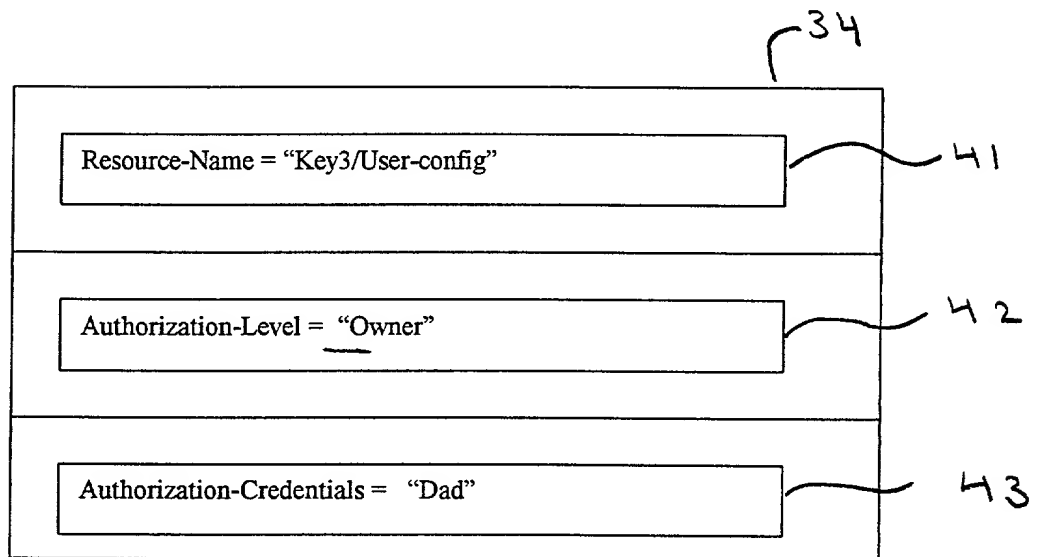 34
Resource-Name = “Key3/User-config”
41
Authorization-Level = “Owner”
42
Authorization-Credentials = “Dad”
43